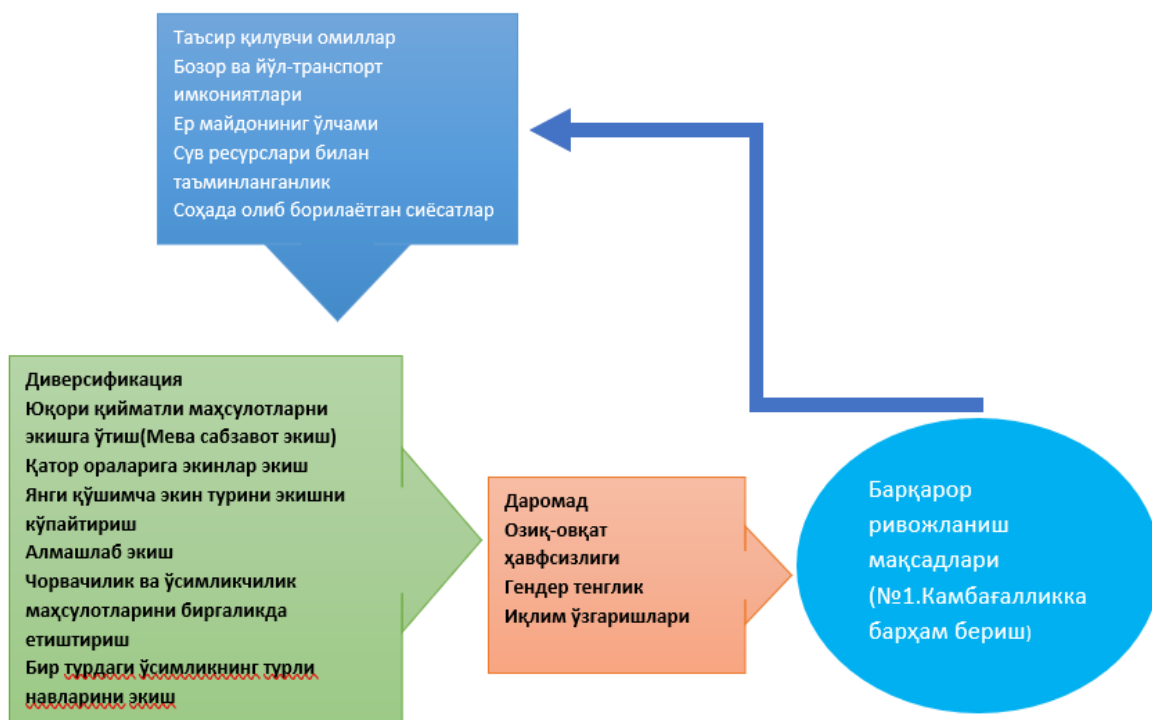 Таъсир қилувчи омиллар
Бозор ва йўл-транспорт
имкониятлари
Ер майдонининг ўлчами
Сув ресурслари билан
таъминланганлик
Соҳада олиб борилаётган сиёсатлар
Диверсификация
Юқори қийматли маҳсулотларни
экишга ўтиш(Мева сабзавот экиш)
Қатор ораларига экинлар экиш
Янги қўшимча экин турини экишни
кўпайтириш
Алмашлаб экиш
Чорвачилик ва ўсимликчилик
маҳсулотларини биргаликда
етиштириш
Бир турдаги ўсимликнинг турли
навларини экиш
Даромад
Озиқ-овқат
ҳавфсизлиги
Гендер тенглик
Иқлим ўзгаришлари
Барқарор
ривожланиш
мақсадлари
(№1.Камбағалликка
барҳам бериш)